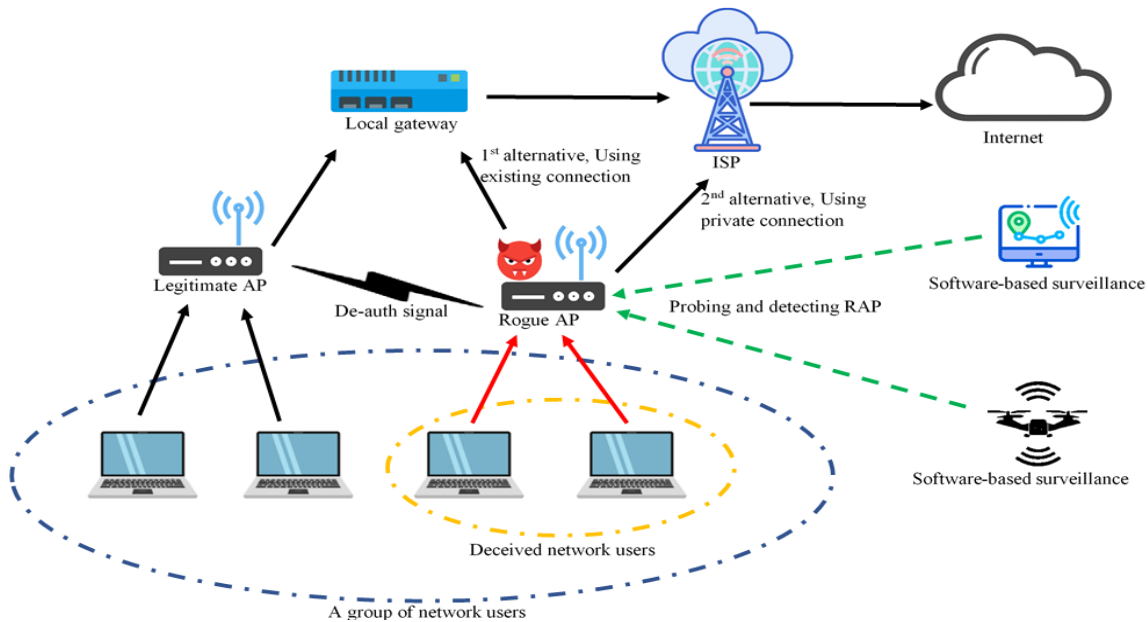 Local gateway
ISP
Internet
1st alternative, Using
existing connection
2nd alternative, Using
private connection
Legitimate AP
De-auth signal
Rogue AP
Probing and detecting RAP
Software-based surveillance
Software-based surveillance
Deceived network users
A group of network users